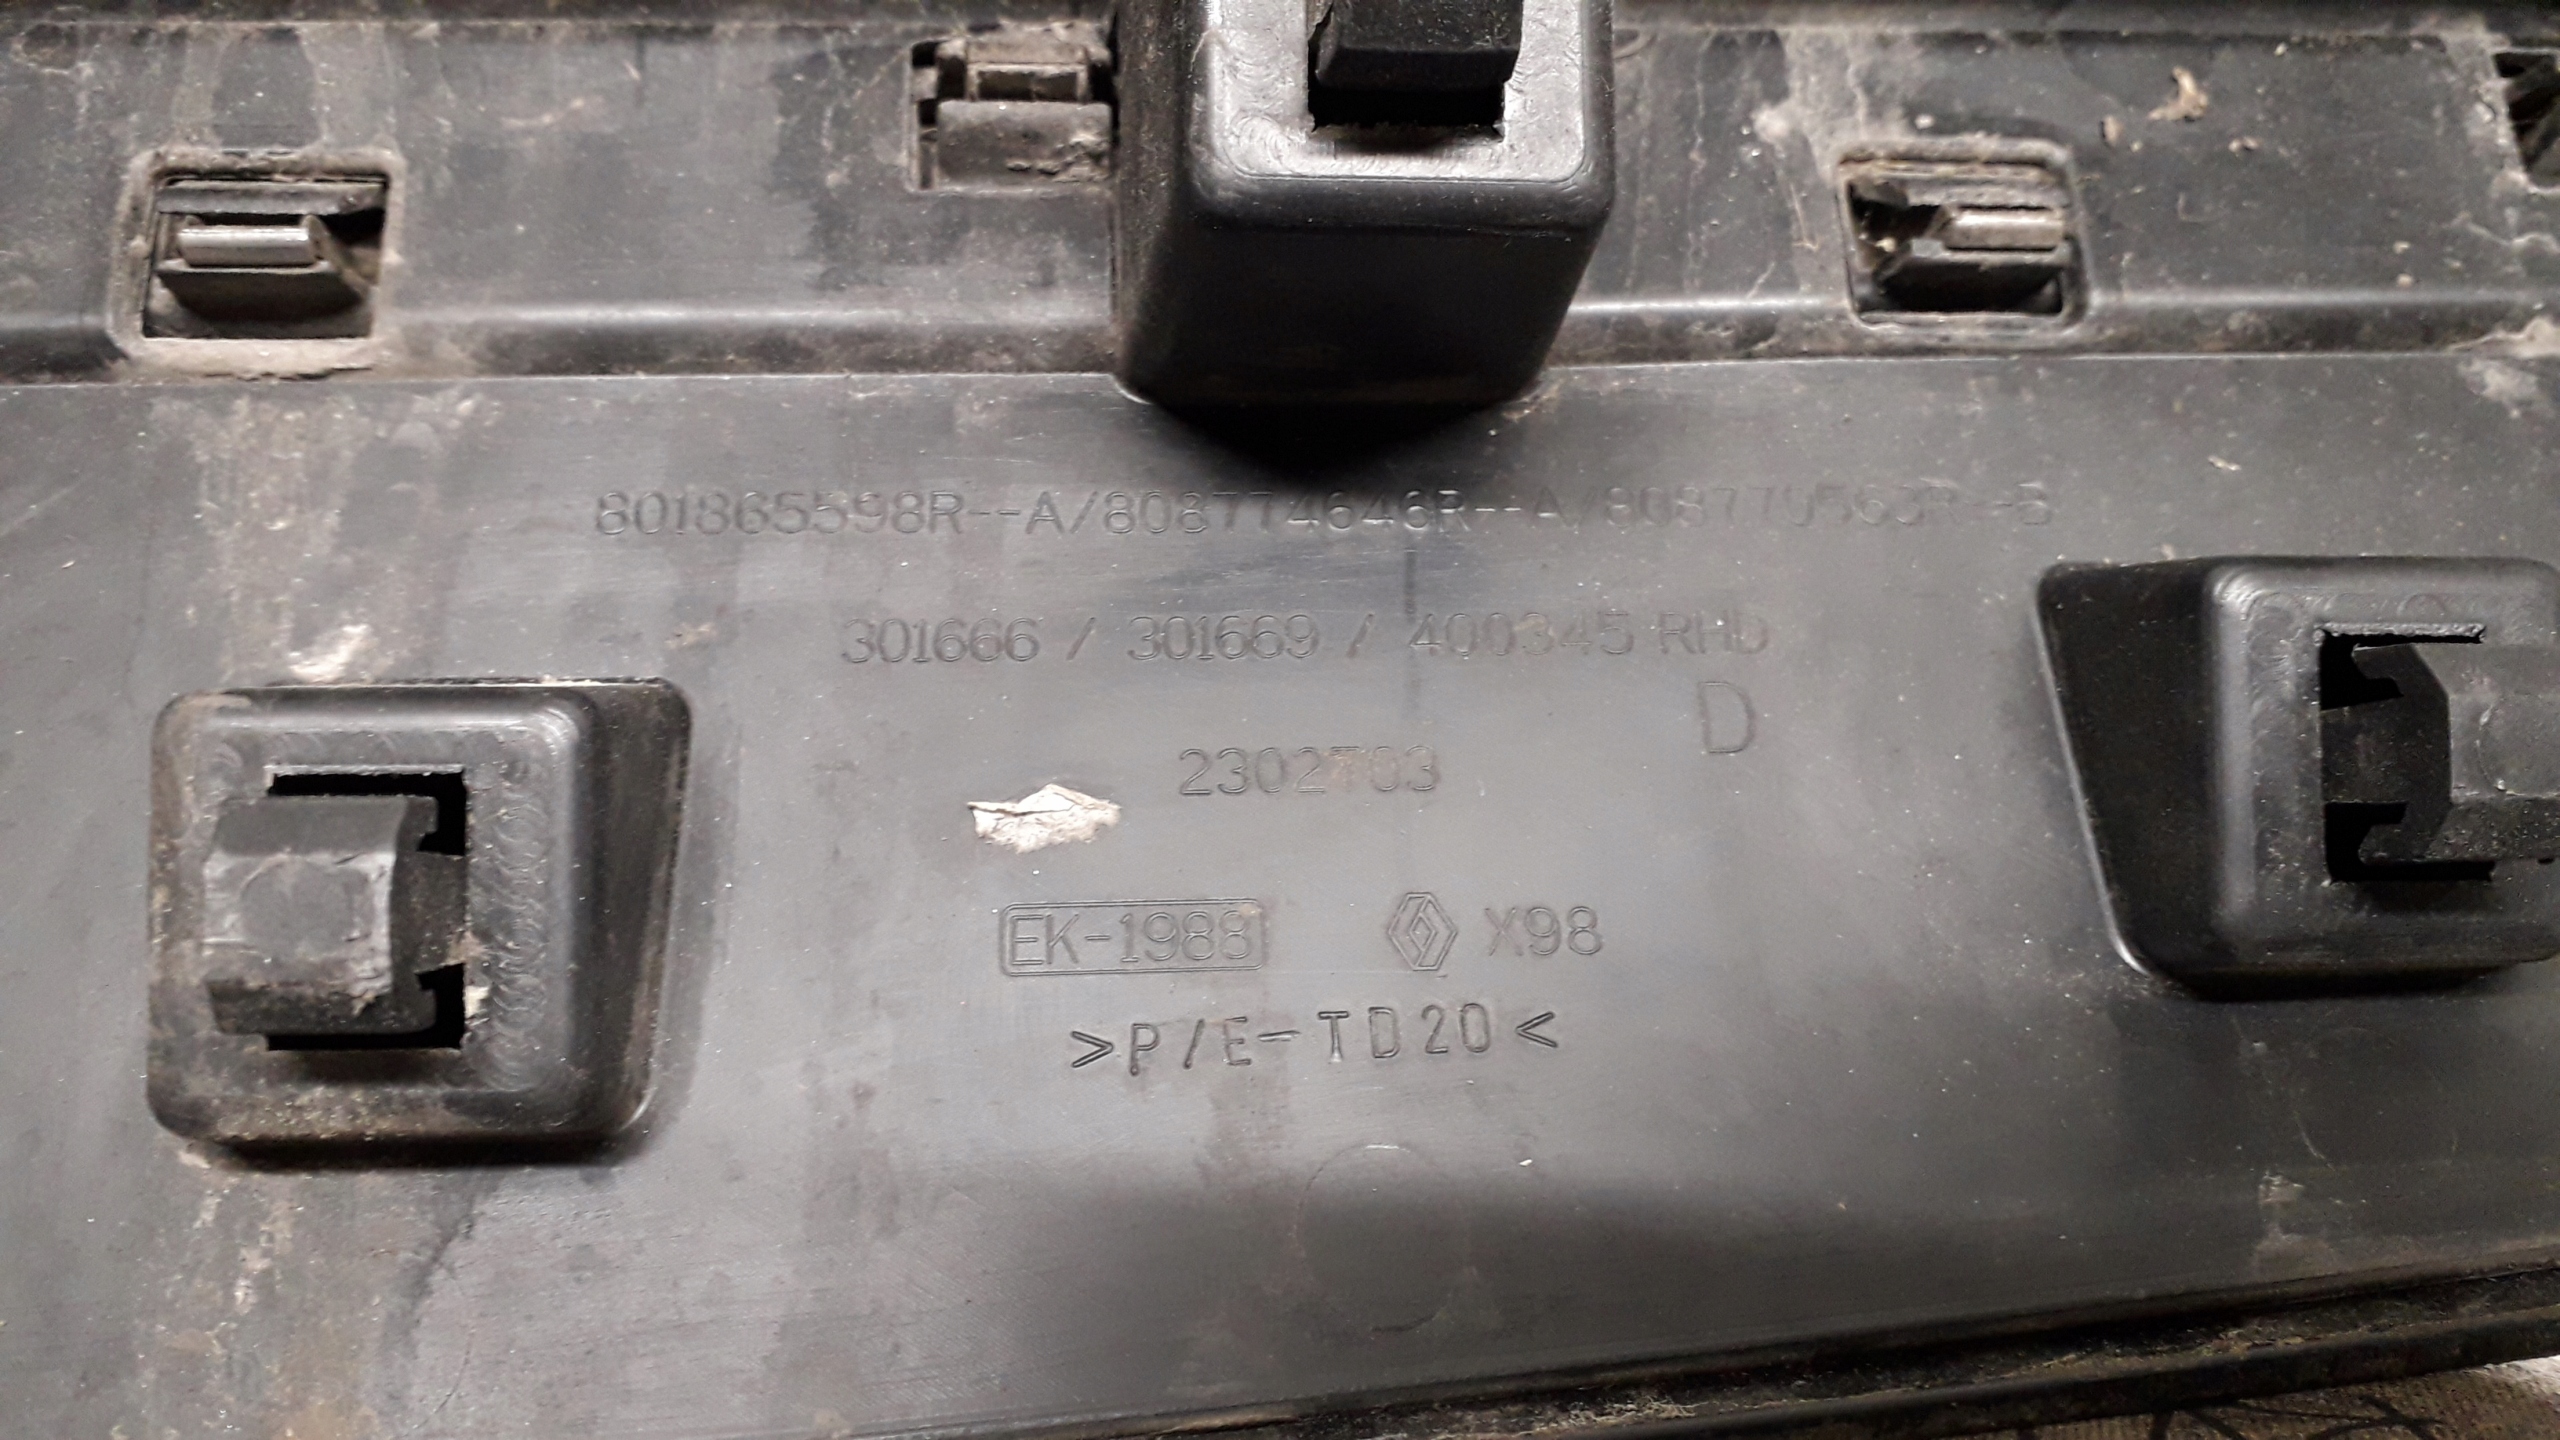 801865598R--A/808774646R--A/808770563R--B
301666 / 301669 / 400345 RHD
D
2302T03
EK-1988 X98
>P/E-TD20<